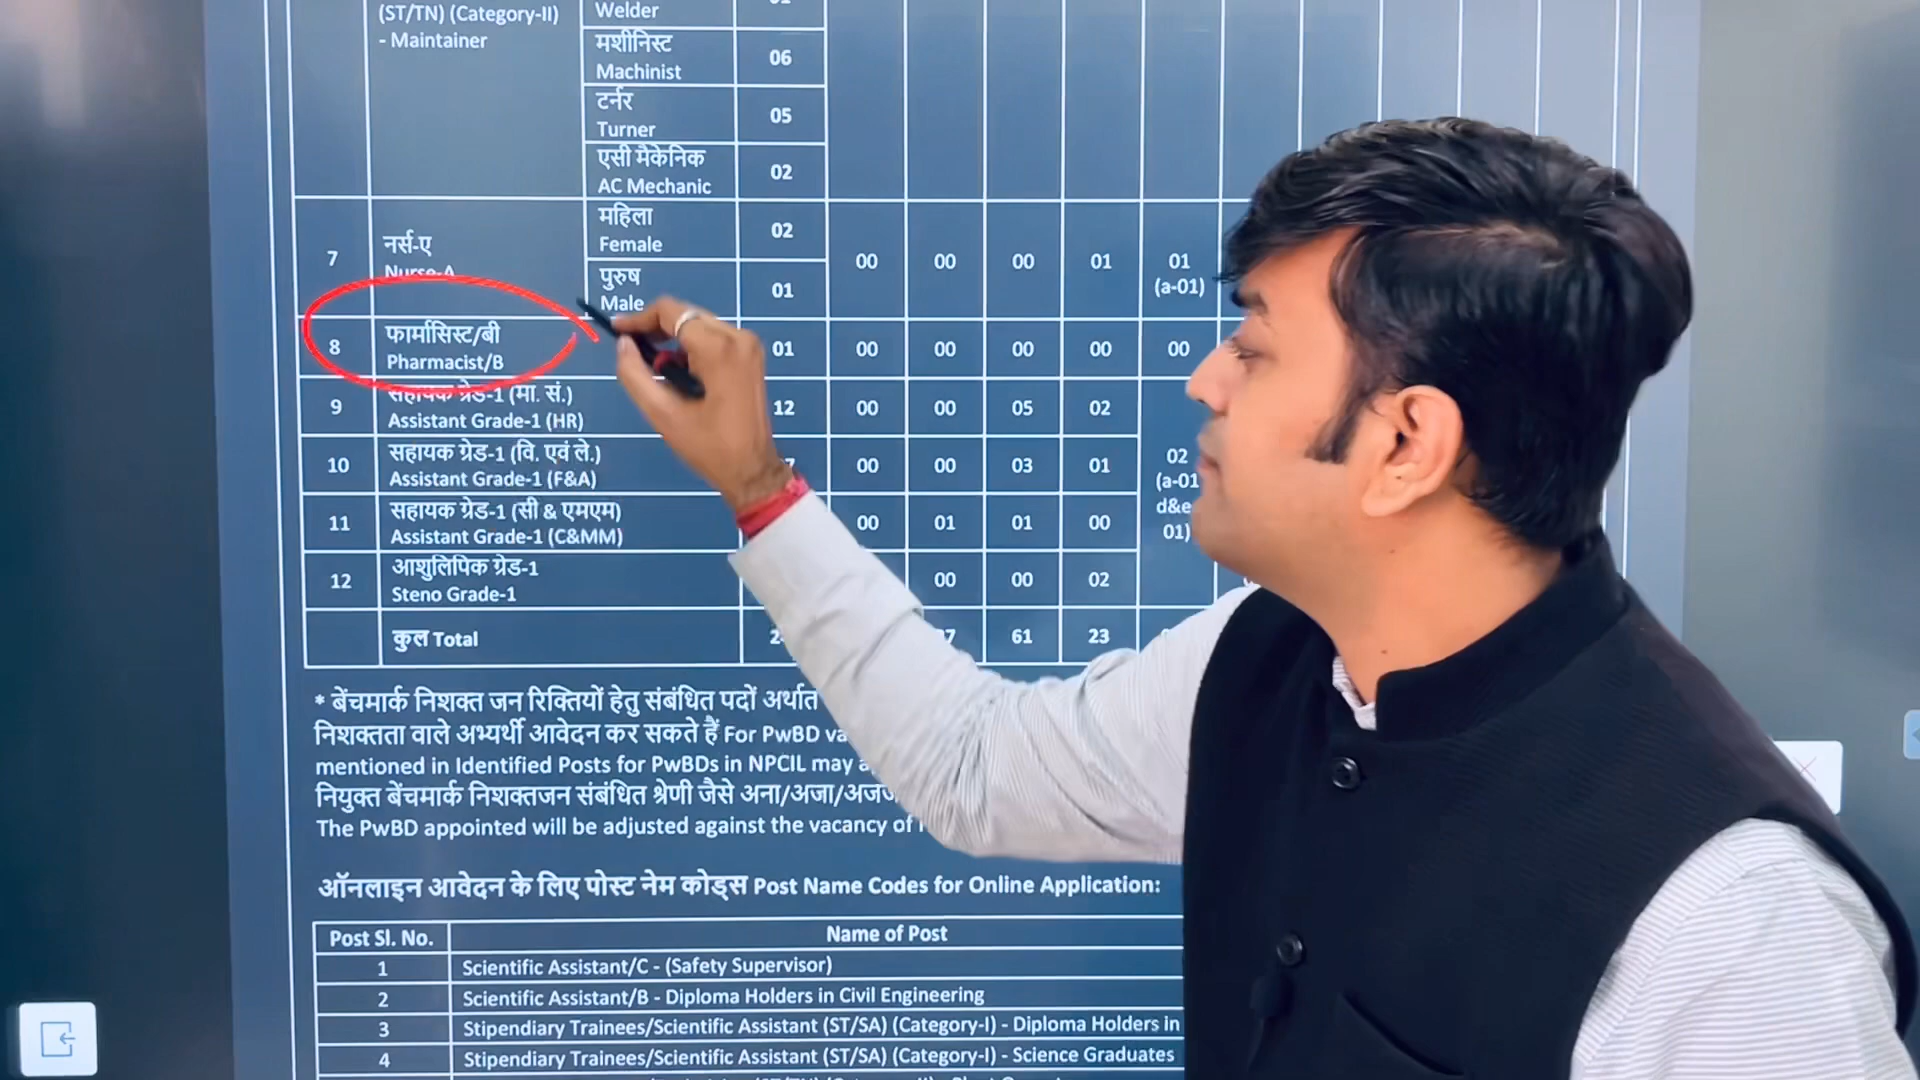 (ST/TN) (Category-II)
- Maintainer
Welder
मशीनिस्ट
Machinist
06
टर्नर
Turner
05
एसी मैकेनिक
AC Mechanic
02
7
नर्स-ए
Nurse-A
महिला
Female
02
पुरुष
Male
01
00 00 00 01 01
(a-01)
8
फार्मासिस्ट/बी
Pharmacist/B
01 00 00 00 00 00
9
सहायक ग्रेड-1 (मा. सं.)
Assistant Grade-1 (HR)
12 00 00 05 02
10
सहायक ग्रेड-1 (वि. एवं ले.)
Assistant Grade-1 (F&A)
00 00 03 01
02
(a-01
d&e
01)
11
सहायक ग्रेड-1 (सी & एमएम)
Assistant Grade-1 (C&MM)
00 01 01 00
12
आशुलिपिक ग्रेड-1
Steno Grade-1
00 00 02
कुल Total
61 23
* बेंचमार्क निशक्त जन रिक्तियों हेतु संबंधित पदों अर्थात
निशक्तता वाले अभ्यर्थी आवेदन कर सकते हैं For PwBD
mentioned in Identified Posts for PwBDs in NPCIL may
नियुक्त बेंचमार्क निशक्तजन संबंधित श्रेणी जैसे अना/अजा/अजज
The PwBD appointed will be adjusted against the vacancy of
ऑनलाइन आवेदन के लिए पोस्ट नेम कोड्स Post Name Codes for Online Application:
Post Sl. No. Name of Post
1 Scientific Assistant/C - (Safety Supervisor)
2 Scientific Assistant/B - Diploma Holders in Civil Engineering
3 Stipendiary Trainees/Scientific Assistant (ST/SA) (Category-I) - Diploma Holders in
4 Stipendiary Trainees/Scientific Assistant (ST/SA) (Category-I) - Science Graduates